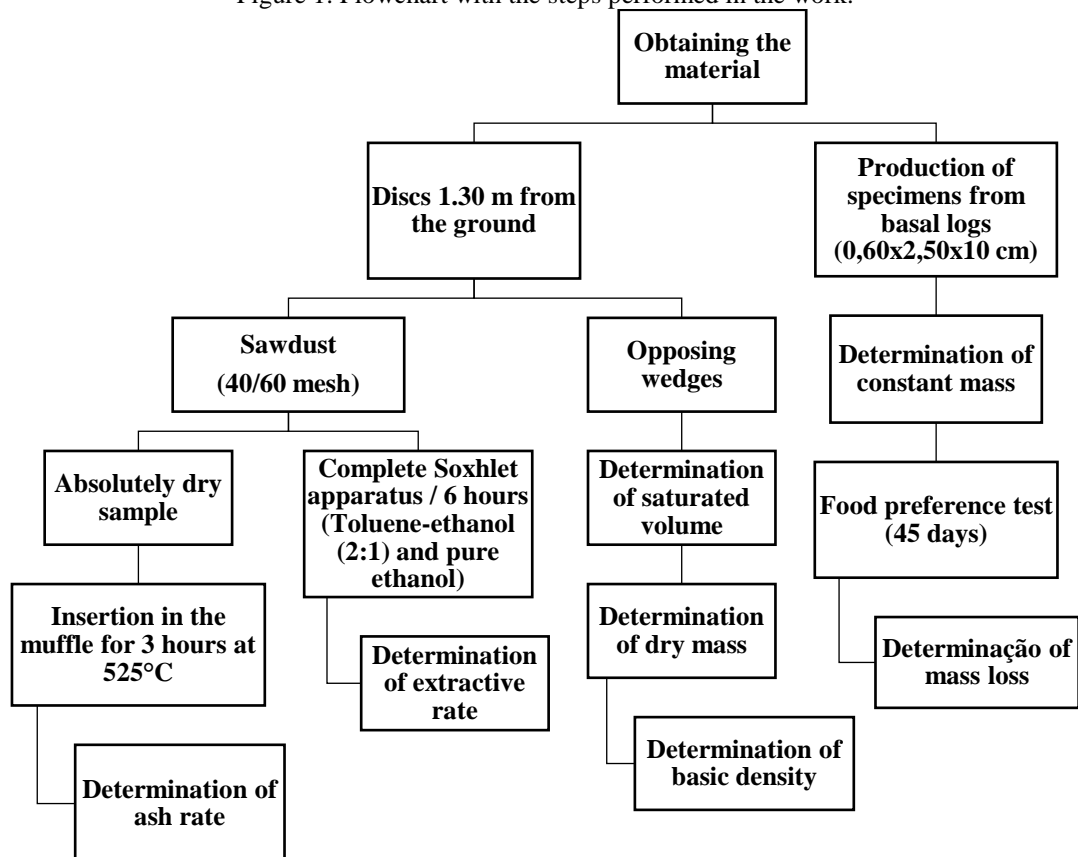 Figure 1. Flowchart with the steps performed in the work.
Obtaining the
material
Discs 1.30 m from
the ground
Production of
specimens from
basal logs
(0,60x2,50x10 cm)
Sawdust
(40/60 mesh)
Opposing
wedges
Determination of
constant mass
Absolutely dry
sample
Complete Soxhlet
apparatus / 6 hours
(Toluene-ethanol
(2:1) and pure
ethanol)
Determination
of saturated
volume
Food preference test
(45 days)
Insertion in the
muffle for 3 hours at
525°C
Determination
of extractive
rate
Determination
of dry mass
Determinação of
mass loss
Determination of
ash rate
Determination of
basic density